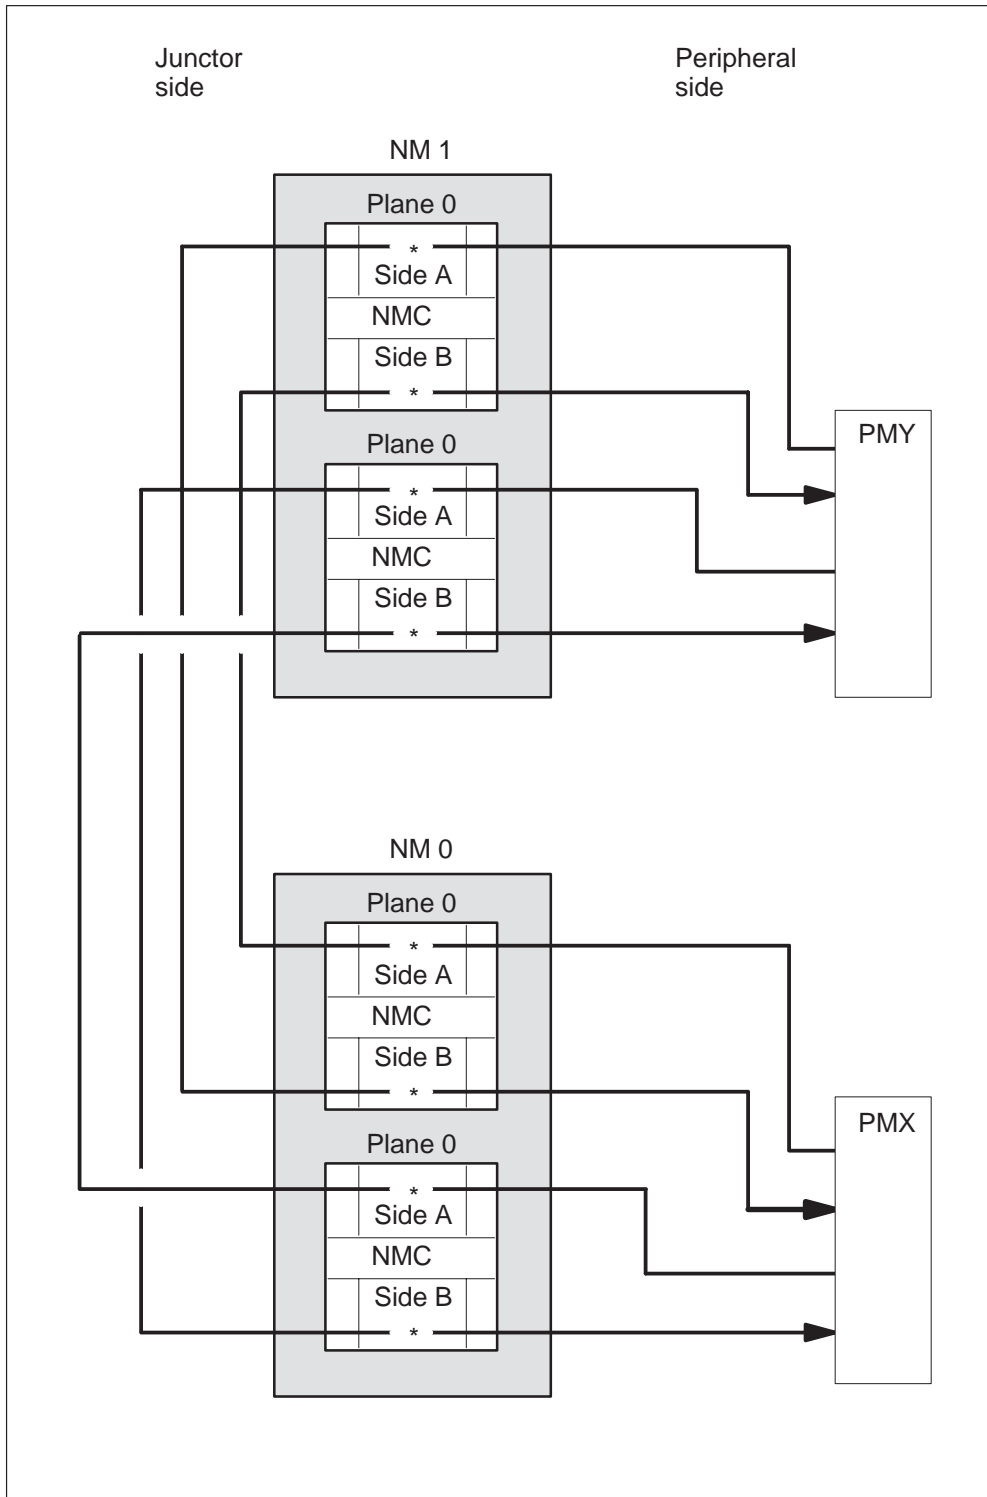 Junctor
side
Peripheral
side
NM 1
Plane 0
*
Side A
NMC
Side B
*
PMY
Plane 0
*
Side A
NMC
Side B
*
NM 0
Plane 0
*
Side A
NMC
Side B
*
PMX
Plane 0
*
Side A
NMC
Side B
*